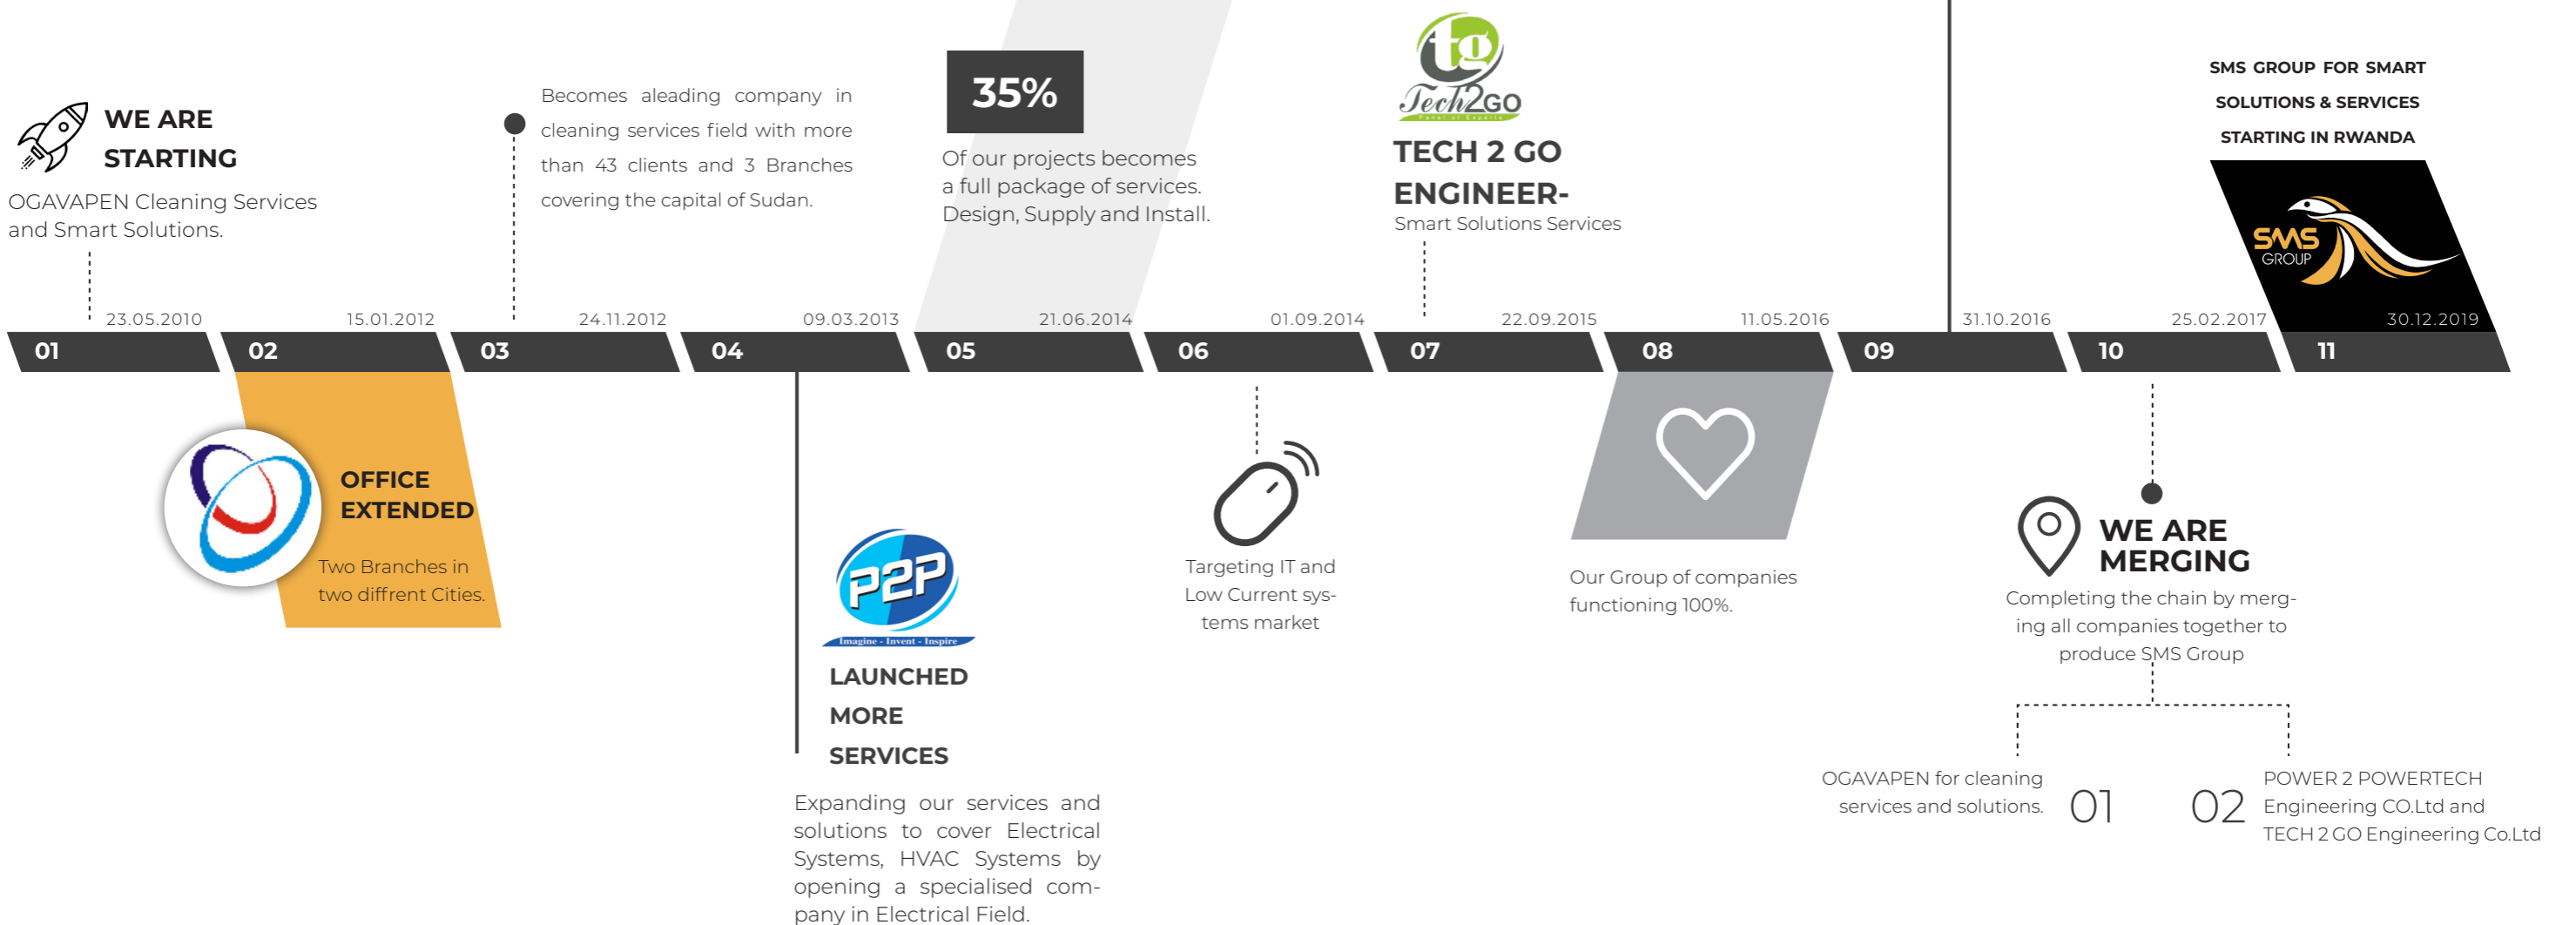 WE ARE
STARTING
OGAVAPEN Cleaning Services
and Smart Solutions.
23.05.2010
01
15.01.2012
02
OFFICE
EXTENDED
Two Branches in
two diffrent Cities.
Becomes aleading company in
cleaning services field with more
than 43 clients and 3 Branches
covering the capital of Sudan.
24.11.2012
03
09.03.2013
04
P2P
Imagine - Invent - Inspire
LAUNCHED
MORE
SERVICES
Expanding our services and
solutions to cover Electrical
Systems, HVAC Systems by
opening a specialised com-
pany in Electrical Field.
35%
Of our projects becomes
a full package of services.
Design, Supply and Install.
21.06.2014
05
01.09.2014
06
Targeting IT and
Low Current sys-
tems market
tg
Tech2GO
Panel of Experts
TECH 2 GO
ENGINEER-
Smart Solutions Services
22.09.2015
07
11.05.2016
08
Our Group of companies
functioning 100%.
31.10.2016
09
25.02.2017
10
WE ARE
MERGING
Completing the chain by merg-
ing all companies together to
produce SMS Group
OGAVAPEN for cleaning
services and solutions.
01
02
POWER 2 POWERTECH
Engineering CO.Ltd and
TECH 2 GO Engineering Co.Ltd
SMS GROUP FOR SMART
SOLUTIONS & SERVICES
STARTING IN RWANDA
SMS
GROUP
30.12.2019
11